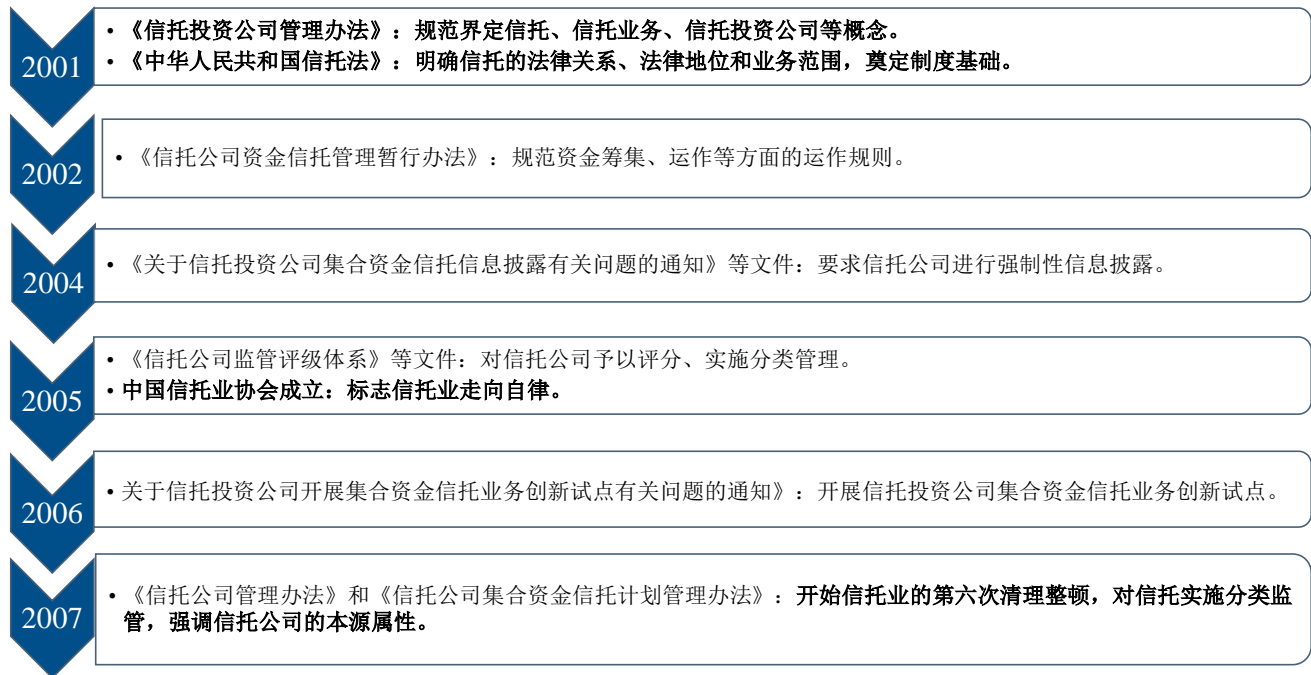 2001
• 《信托投资公司管理办法》：规范界定信托、信托业务、信托投资公司等概念。
• 《中华人民共和国信托法》：明确信托的法律关系、法律地位和业务范围，奠定制度基础。
2002
• 《信托公司资金信托管理暂行办法》：规范资金筹集、运作等方面的运作规则。
2004
• 《关于信托投资公司集合资金信托信息披露有关问题的通知》等文件：要求信托公司进行强制性信息披露。
2005
• 《信托公司监管评级体系》等文件：对信托公司予以评分、实施分类管理。
• 中国信托业协会成立：标志信托业走向自律。
2006
• 关于信托投资公司开展集合资金信托业务创新试点有关问题的通知》：开展信托投资公司集合资金信托业务创新试点。
2007
• 《信托公司管理办法》和《信托公司集合资金信托计划管理办法》：开始信托业的第六次清理整顿，对信托实施分类监
管，强调信托公司的本源属性。